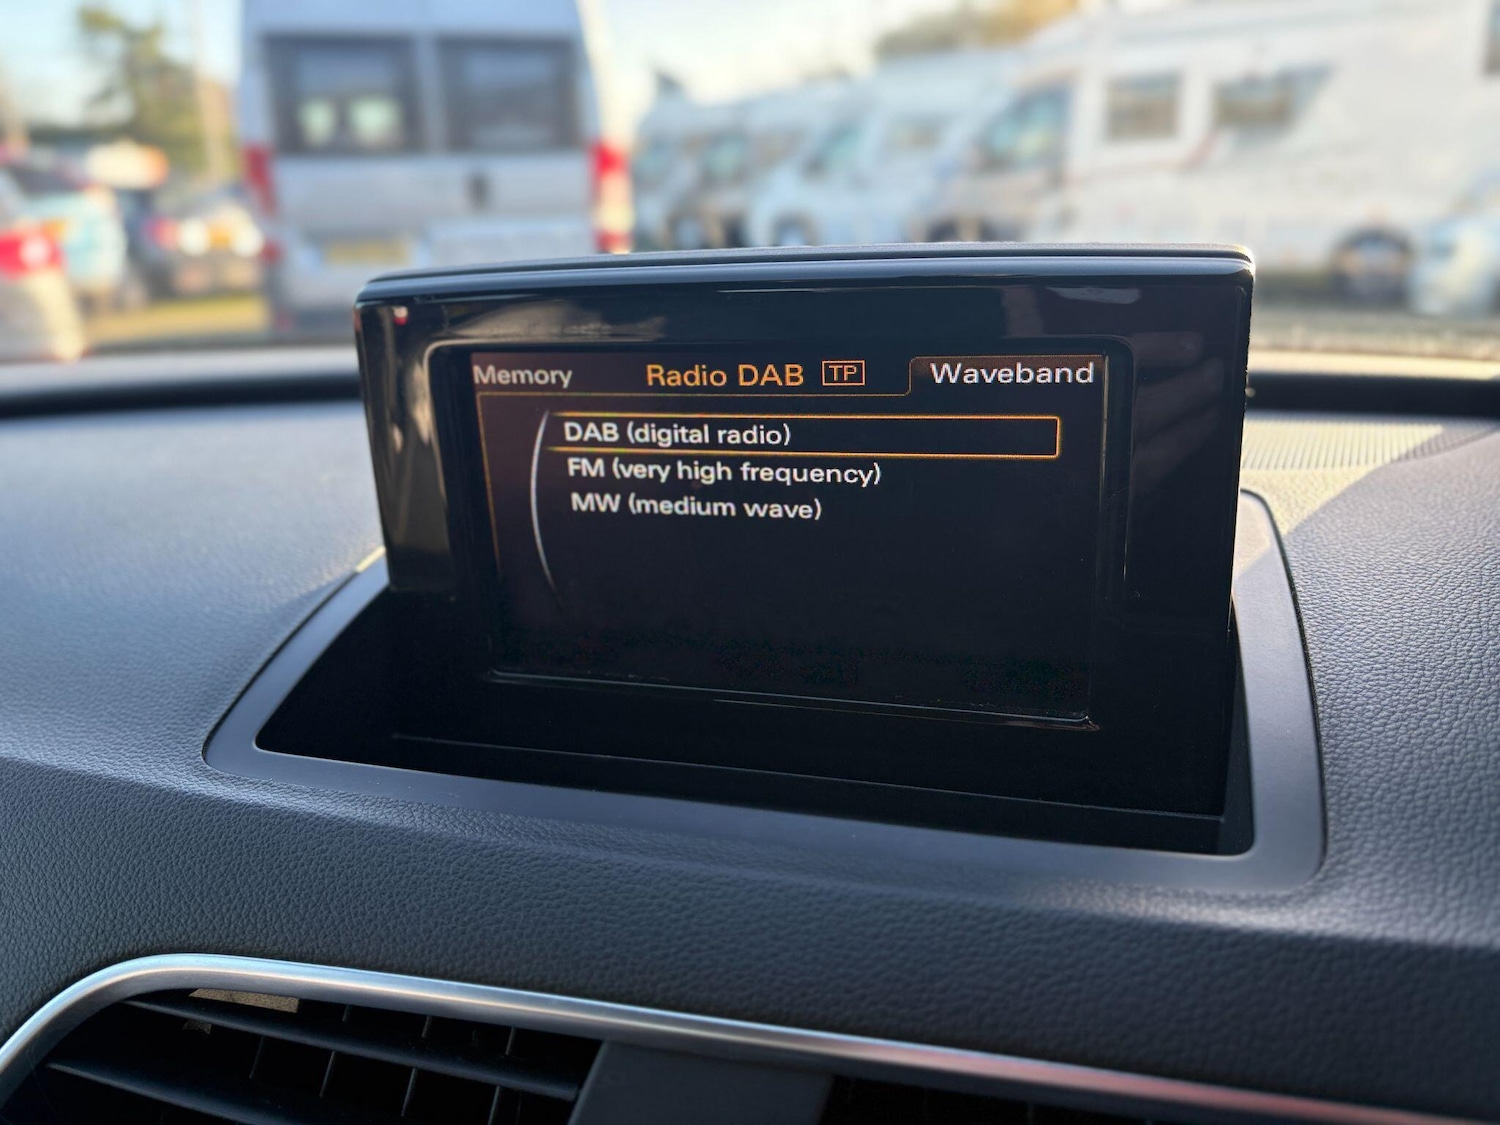 Memory Radio DAB TP Waveband
DAB (digital radio)
FM (very high frequency)
MW (medium wave)